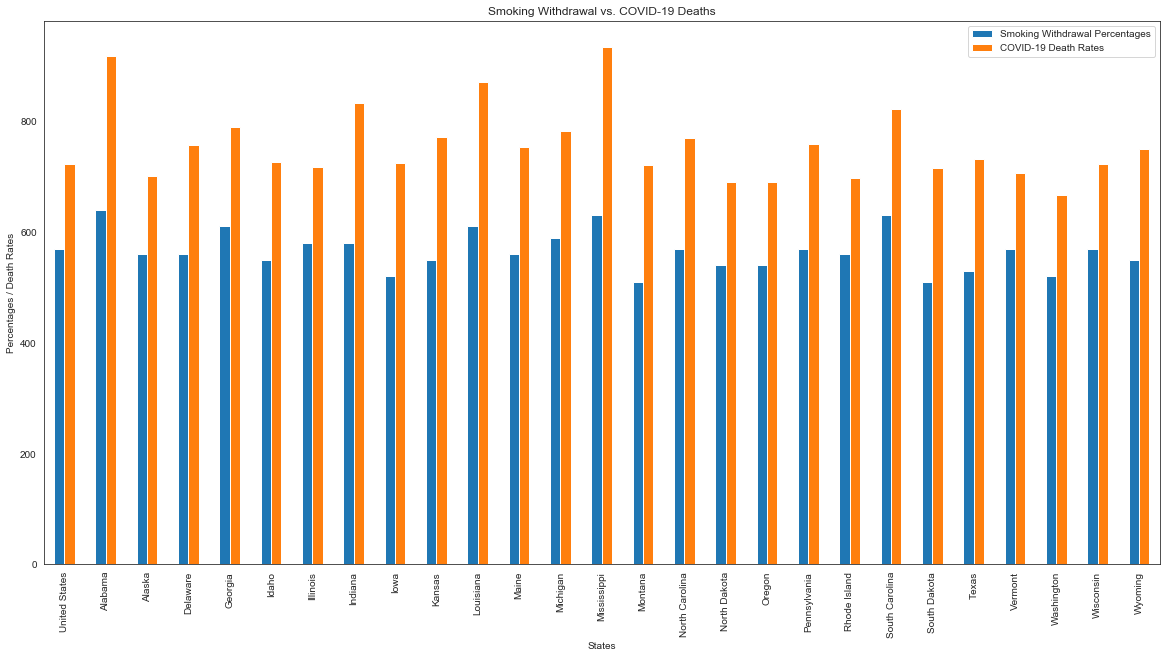 Smoking Withdrawal vs. COVID-19 Deaths
Smoking Withdrawal Percentages
COVID-19 Death Rates
Percentages / Death Rates
800
600
400
200
0
United States
Alabama
Alaska
Delaware
Georgia
Idaho
Illinois
Indiana
Iowa
Kansas
Louisiana
Maine
Michigan
Mississippi
Montana
North Carolina
North Dakota
Oregon
Pennsylvania
Rhode Island
South Carolina
South Dakota
Texas
Vermont
Washington
Wisconsin
Wyoming
States